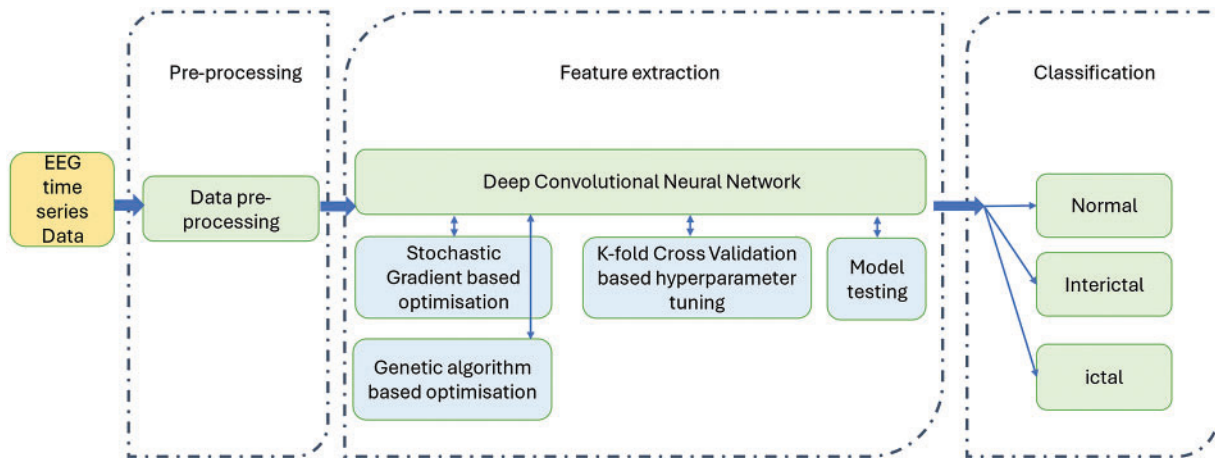 Pre-processing
Feature extraction
Classification
EEG
time
series
Data
Data pre-
processing
Deep Convolutional Neural Network
Stochastic
Gradient based
optimisation
K-fold Cross Validation
based hyperparameter
tuning
Model
testing
Genetic algorithm
based optimisation
Normal
Interictal
ictal